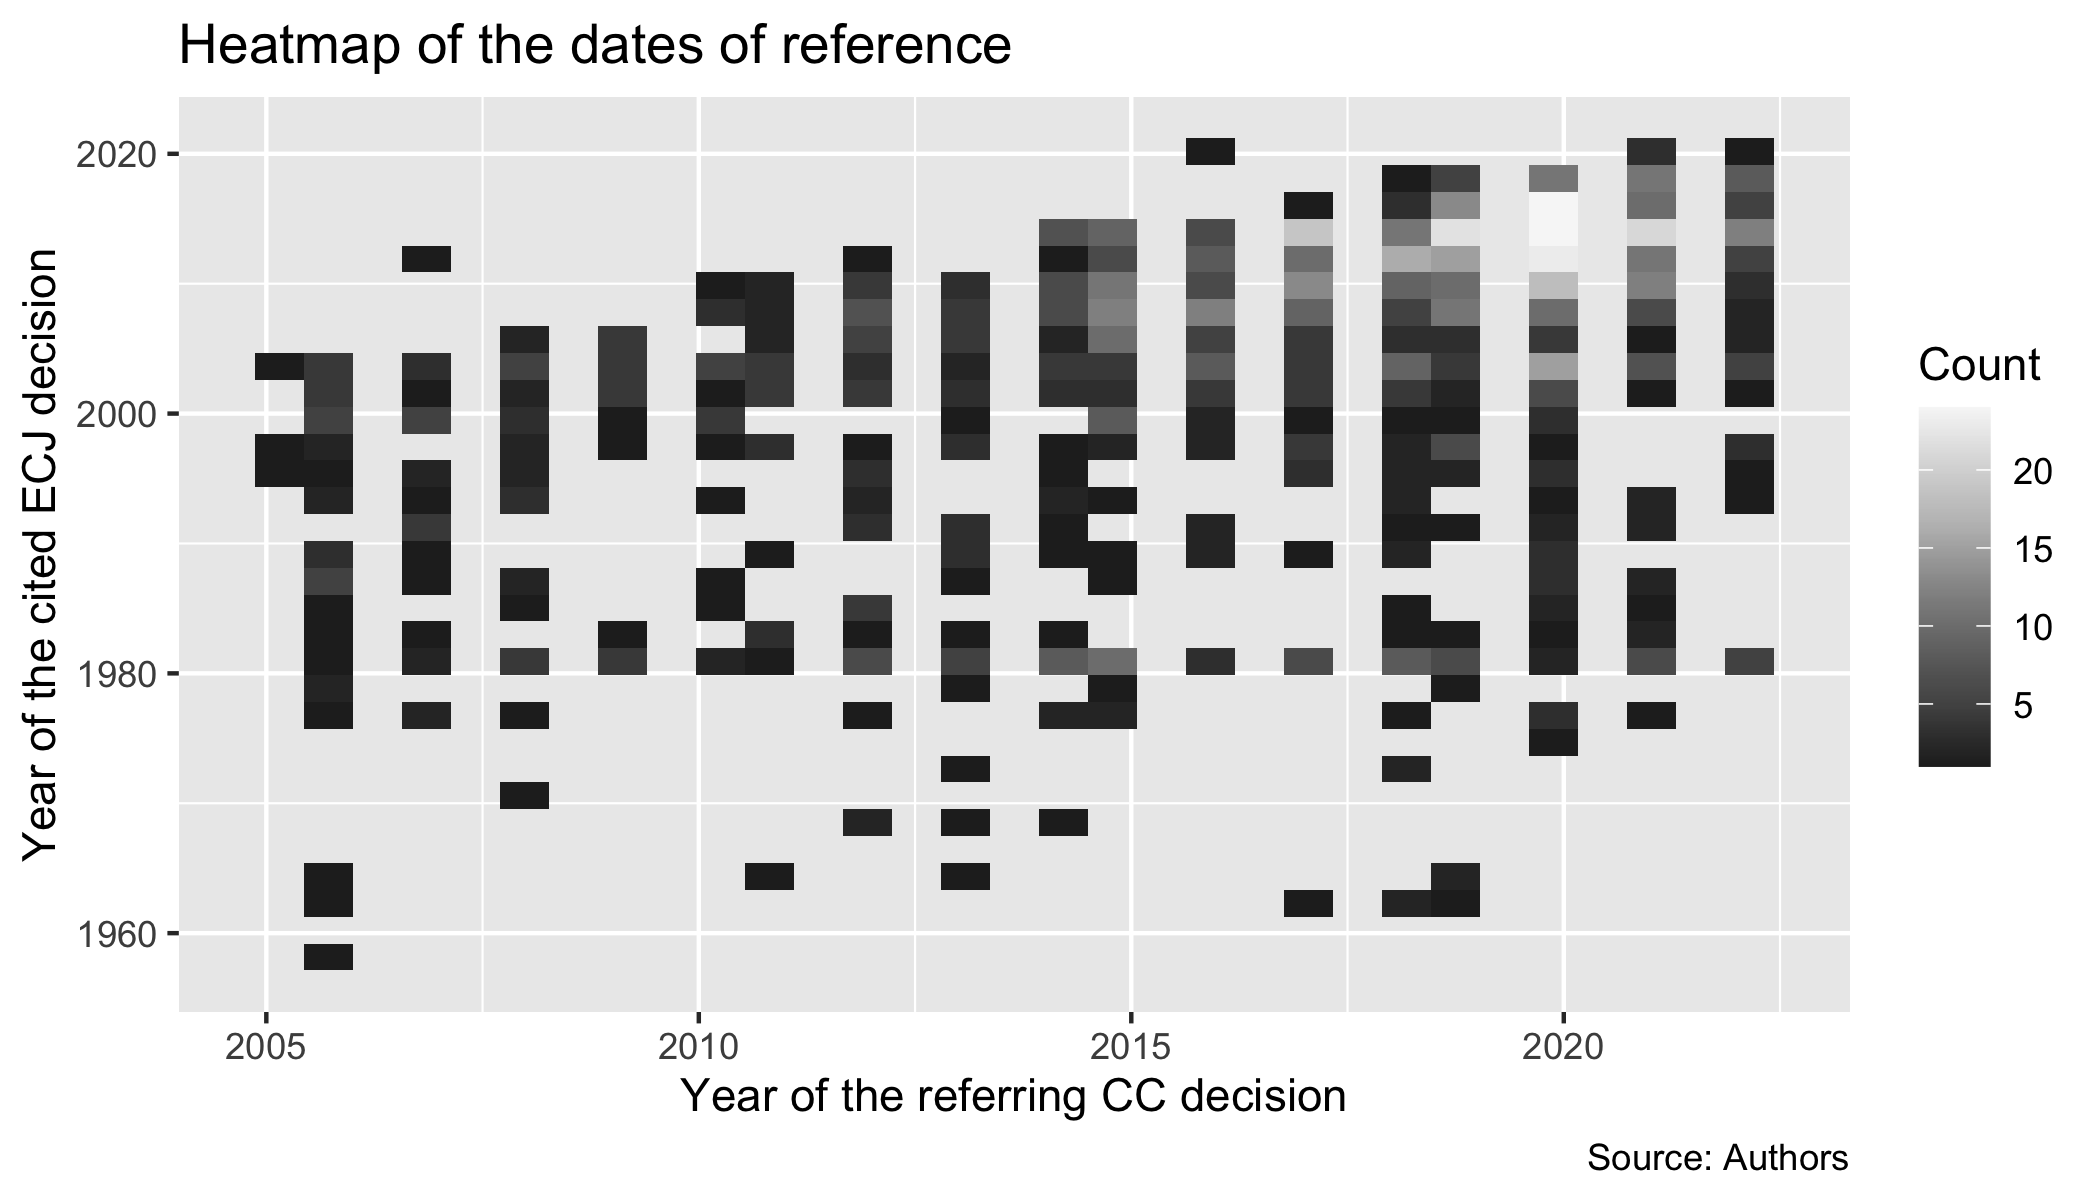 Heatmap of the dates of reference
Year of the cited ECJ decision
2020
2000
1980
1960
2005
2010
2015
2020
Year of the referring CC decision
Count
20
15
10
5
Source: Authors